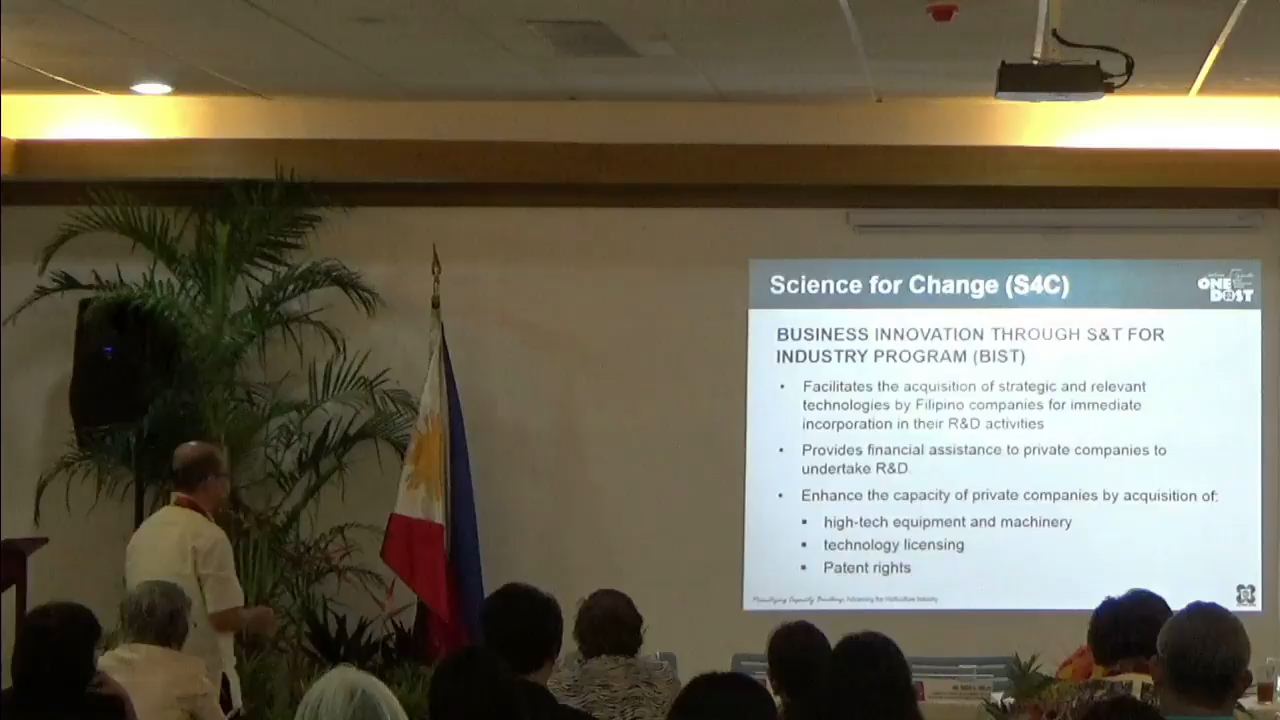 Science for Change (S4C)
ONE
DOST
BUSINESS INNOVATION THROUGH S&T FOR
INDUSTRY PROGRAM (BIST)
• Facilitates the acquisition of strategic and relevant
technologies by Filipino companies for immediate
incorporation in their R&D activities
• Provides financial assistance to private companies to
undertake R&D
• Enhance the capacity of private companies by acquisition of:
▪ high-tech equipment and machinery
▪ technology licensing
▪ Patent rights